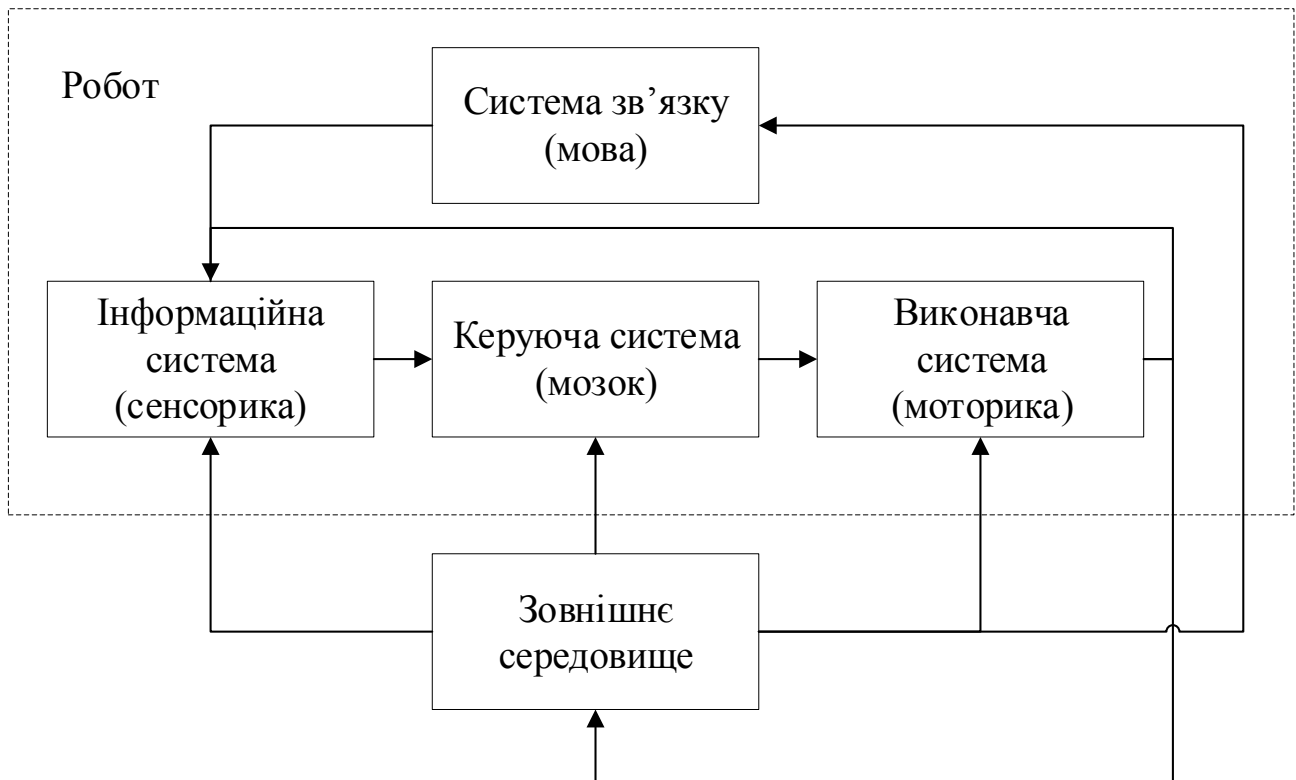 Робот
Система зв’язку
(мова)
Інформаційна
система
(сенсорика)
Керуюча система
(мозок)
Виконавча
система
(моторика)
Зовнішнє
середовище